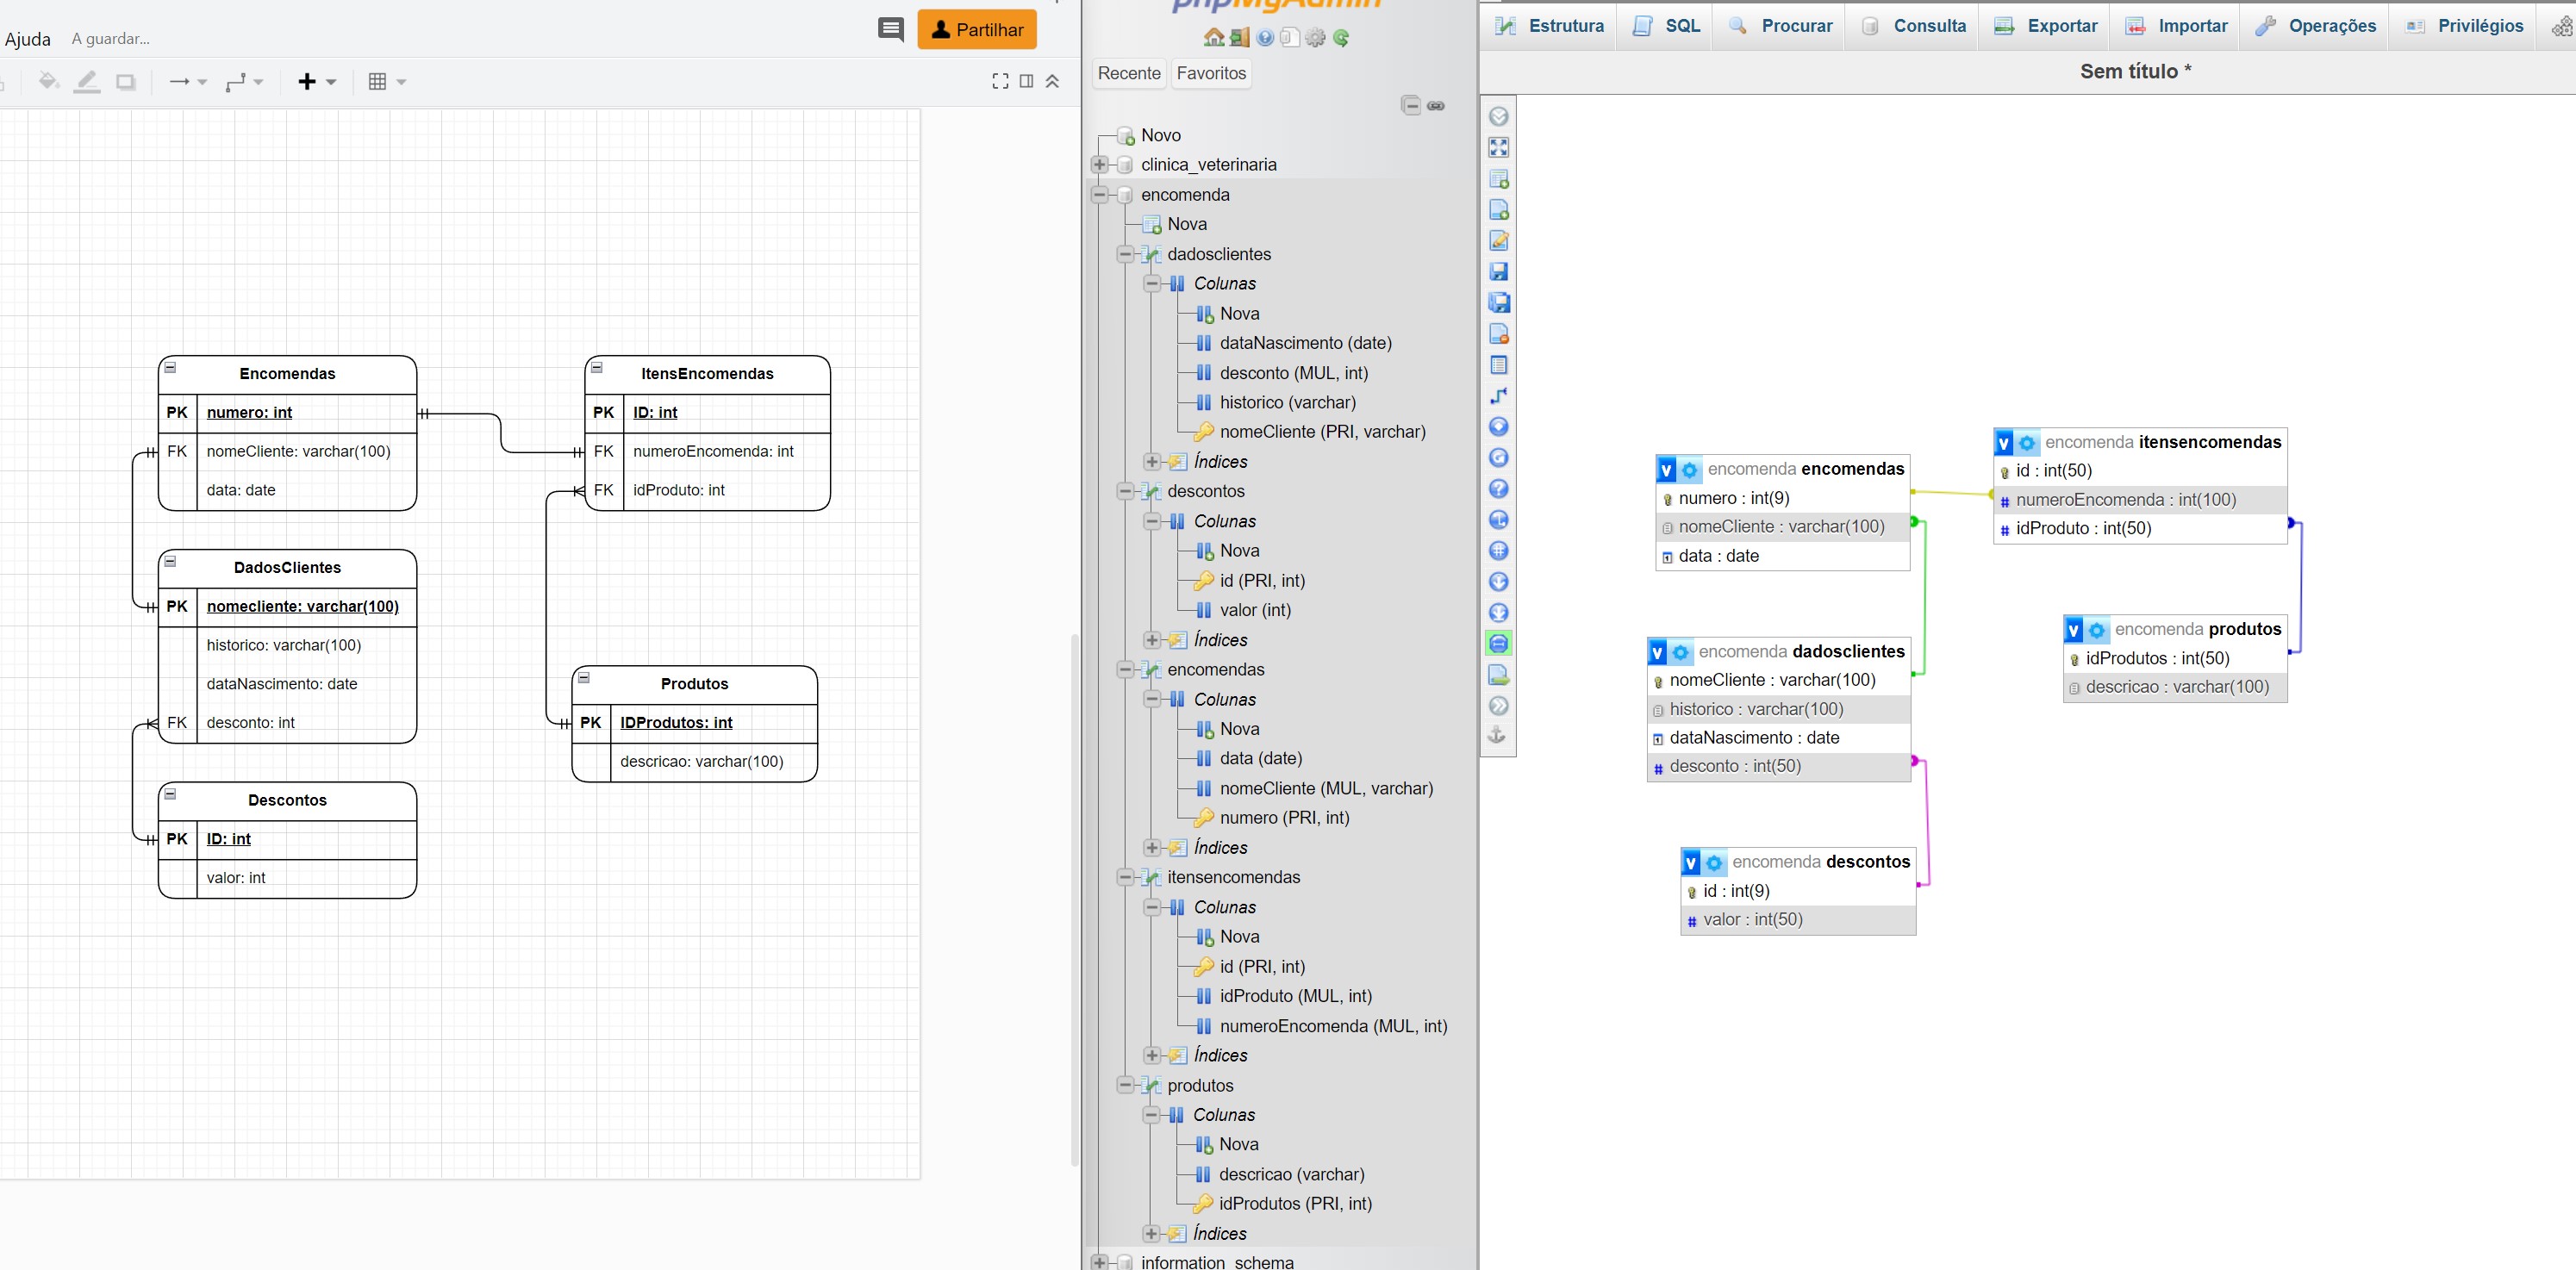 Ajuda
A guardar...
Partilhar
Encomendas
PK numero: int
FK nomeCliente: varchar(100)
data: date
ItensEncomendas
PK ID: int
FK numeroEncomenda: int
FK idProduto: int
DadosClientes
PK nomecliente: varchar(100)
historico: varchar(100)
dataNascimento: date
FK desconto: int
Produtos
PK IDProdutos: int
descricao: varchar(100)
Descontos
PK ID: int
valor: int
phpMyAdmin
Recente Favoritos
Novo
clinica_veterinaria
encomenda
Nova
dadosclientes
Colunas
Nova
dataNascimento (date)
desconto (MUL, int)
historico (varchar)
nomeCliente (PRI, varchar)
Índices
descontos
Colunas
Nova
id (PRI, int)
valor (int)
Índices
encomendas
Colunas
Nova
data (date)
nomeCliente (MUL, varchar)
numero (PRI, int)
Índices
itensencomendas
Colunas
Nova
id (PRI, int)
idProduto (MUL, int)
numeroEncomenda (MUL, int)
Índices
produtos
Colunas
Nova
descricao (varchar)
idProdutos (PRI, int)
Índices
information_schema
Estrutura SQL Procurar Consulta Exportar Importar Operações Privilégios
Sem título *
v encomenda encomendas
numero : int(9)
nomeCliente : varchar(100)
data : date
v encomenda itensencomendas
id : int(50)
# numeroEncomenda : int(100)
# idProduto : int(50)
v encomenda dadosclientes
nomeCliente : varchar(100)
historico : varchar(100)
dataNascimento : date
# desconto : int(50)
v encomenda produtos
idProdutos : int(50)
descricao : varchar(100)
v encomenda descontos
id : int(9)
# valor : int(50)